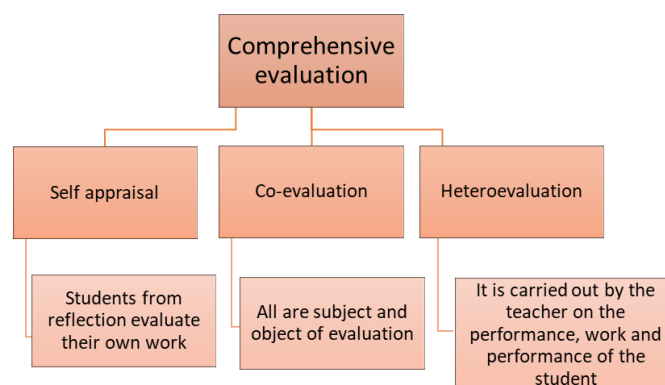 Comprehensive
evaluation
Self appraisal
Co-evaluation
Heteroevaluation
Students from
reflection evaluate
their own work
All are subject and
object of evaluation
It is carried out by the
teacher on the
performance, work and
performance of the
student